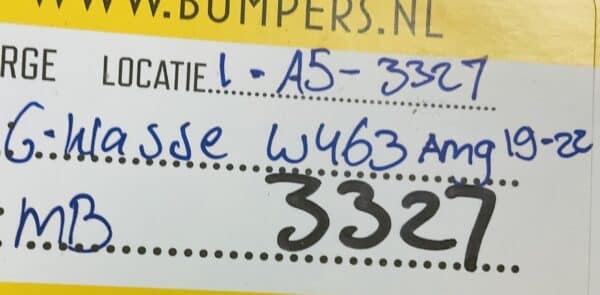 WWW.BUMPERS.NL
RGE LOCATIE: 1 - A5 - 3327
G-klasse W463 Amg 19-22
: MB 3327